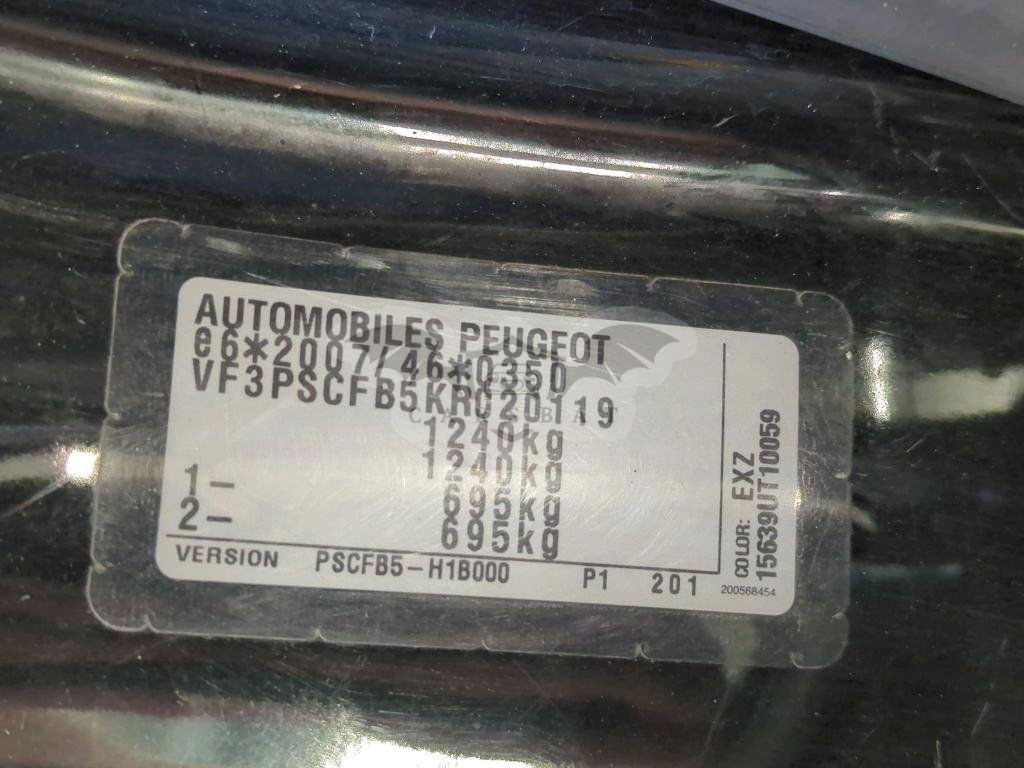 AUTOMOBILES PEUGEOT
e6*2007/46*0350
VF3PSCFB5KR020119
1240kg
1240kg
1- 695kg
2- 695kg
VERSION PSCFB5-H1B000 P1 201
COLOR: EXZ
15639UT10059
200568454